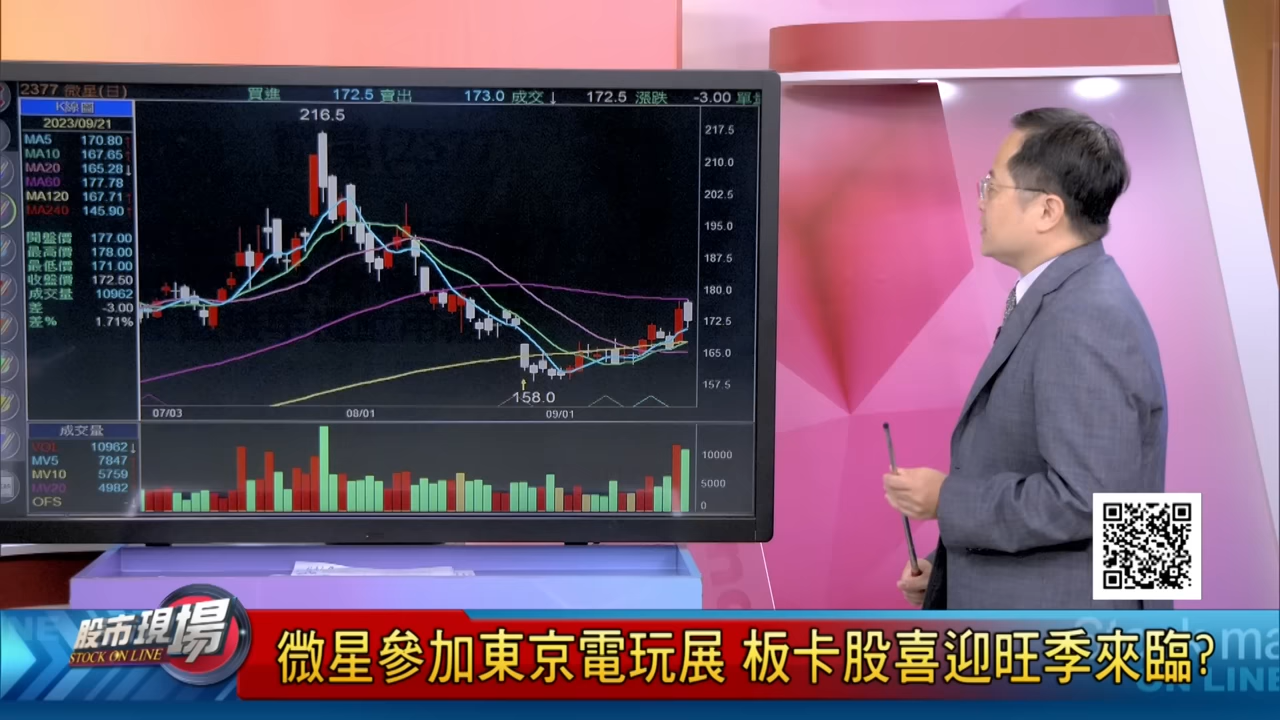 2377 微星(日)
買進 172.5 賣出 173.0 成交↓ 172.5 漲跌 -3.00 單量
K線圖
2023/09/21
MA5 170.80↑
MA10 167.65↑
MA20 165.28↓
MA60 177.78
MA120 167.71↑
MA240 145.90↑
開盤價 177.00
最高價 178.00
最低價 171.00
收盤價 172.50
成交量 10962
差 -3.00
差% 1.71%
216.5
158.0
217.5
210.0
202.5
195.0
187.5
180.0
172.5
165.0
157.5
07/03 08/01 09/01
成交量
VOL 10962↓
MV5 7847↑
MV10 5759
MV20 4982
OFS
10000
5000
0
股市現場
STOCK ON LINE
微星參加東京電玩展 板卡股喜迎旺季來臨?
ON LINE